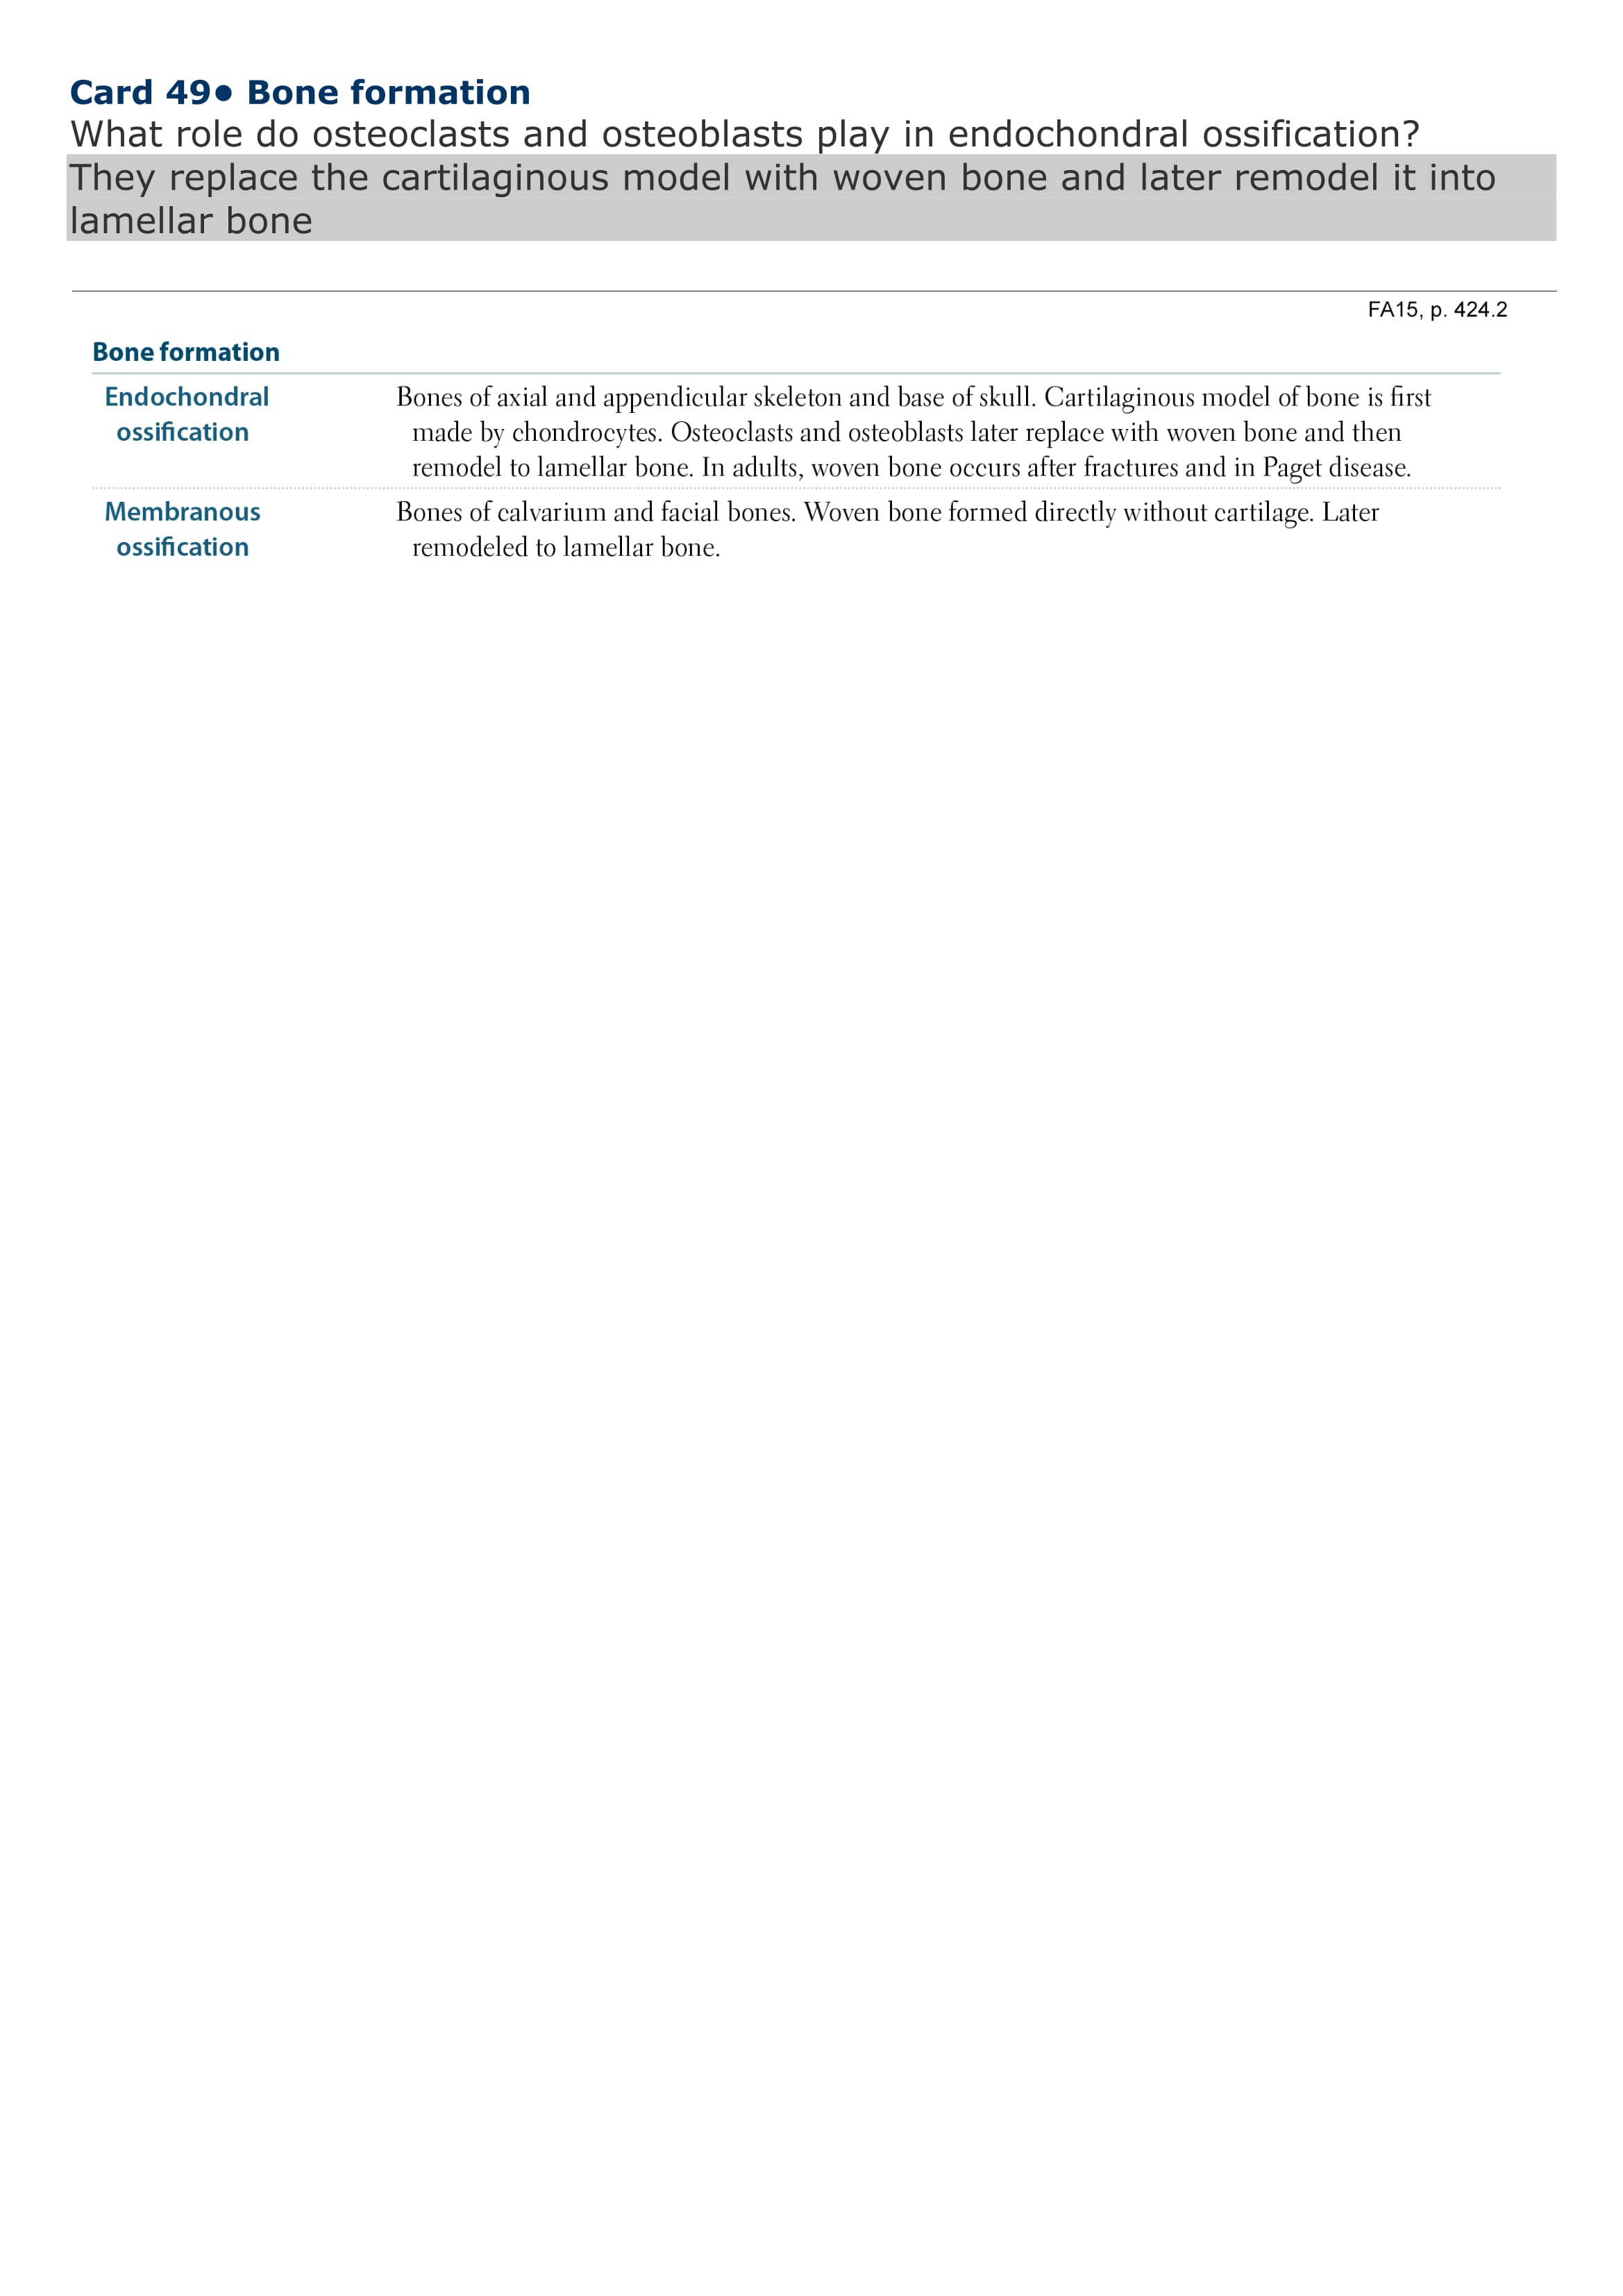 Card 49● Bone formation
What role do osteoclasts and osteoblasts play in endochondral ossification?
They replace the cartilaginous model with woven bone and later remodel it into
lamellar bone
FA15, p. 424.2
Bone formation
Endochondral
ossification
Bones of axial and appendicular skeleton and base of skull. Cartilaginous model of bone is first
made by chondrocytes. Osteoclasts and osteoblasts later replace with woven bone and then
remodel to lamellar bone. In adults, woven bone occurs after fractures and in Paget disease.
Membranous
ossification
Bones of calvarium and facial bones. Woven bone formed directly without cartilage. Later
remodeled to lamellar bone.